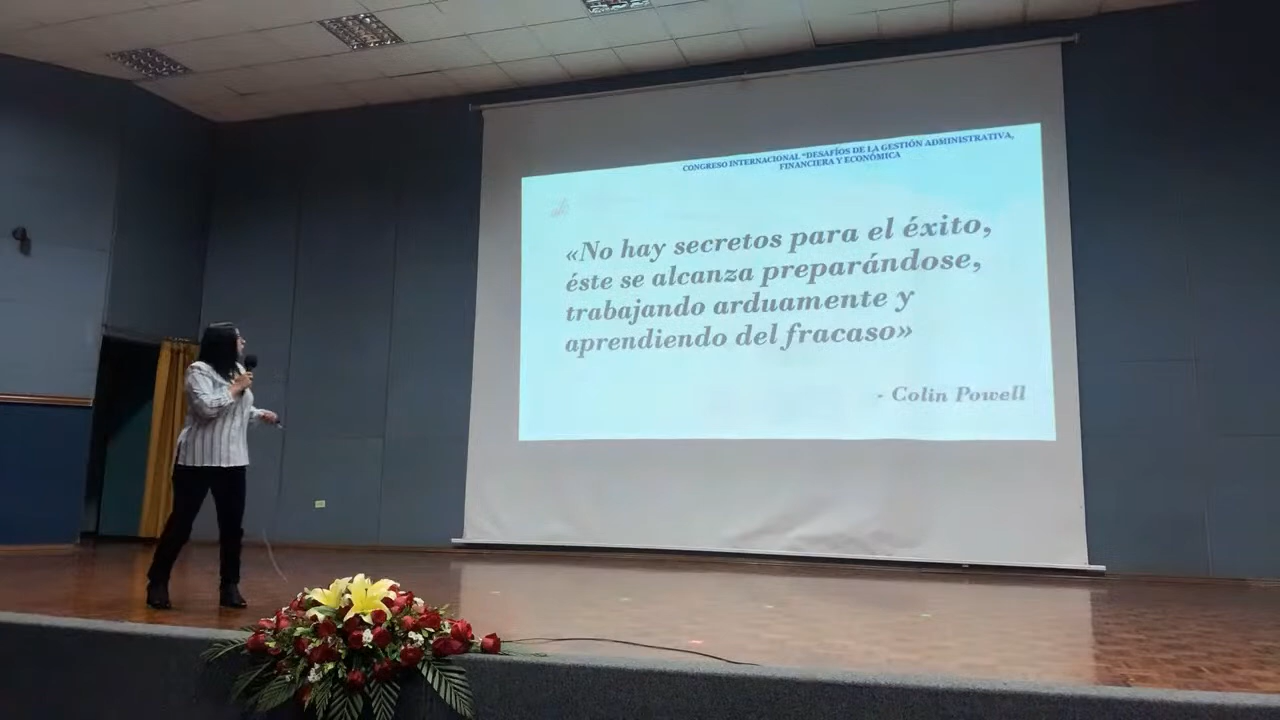 CONGRESO INTERNACIONAL "DESAFÍOS DE LA GESTIÓN ADMINISTRATIVA,
FINANCIERA Y ECONÓMICA
«No hay secretos para el éxito,
éste se alcanza preparándose,
trabajando arduamente y
aprendiendo del fracaso»
- Colin Powell